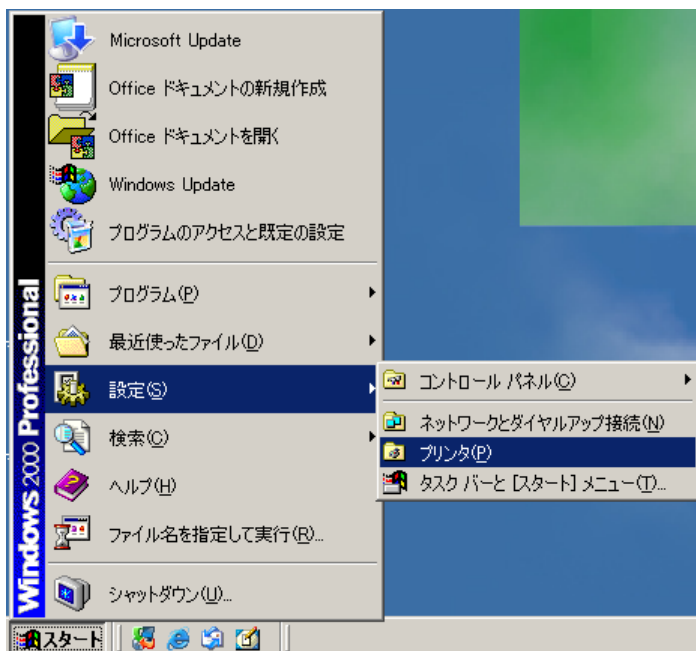 Microsoft Update
Office ドキュメントの新規作成
Office ドキュメントを開く
Windows Update
プログラムのアクセスと既定の設定
プログラム(P)
最近使ったファイル(D)
設定(S)
検索(C)
ヘルプ(H)
ファイル名を指定して実行(R)...
シャットダウン(U)...
コントロール パネル(C)
ネットワークとダイヤルアップ接続(N)
プリンタ(P)
タスク バーと [スタート] メニュー(T)...
Windows 2000 Professional
スタート